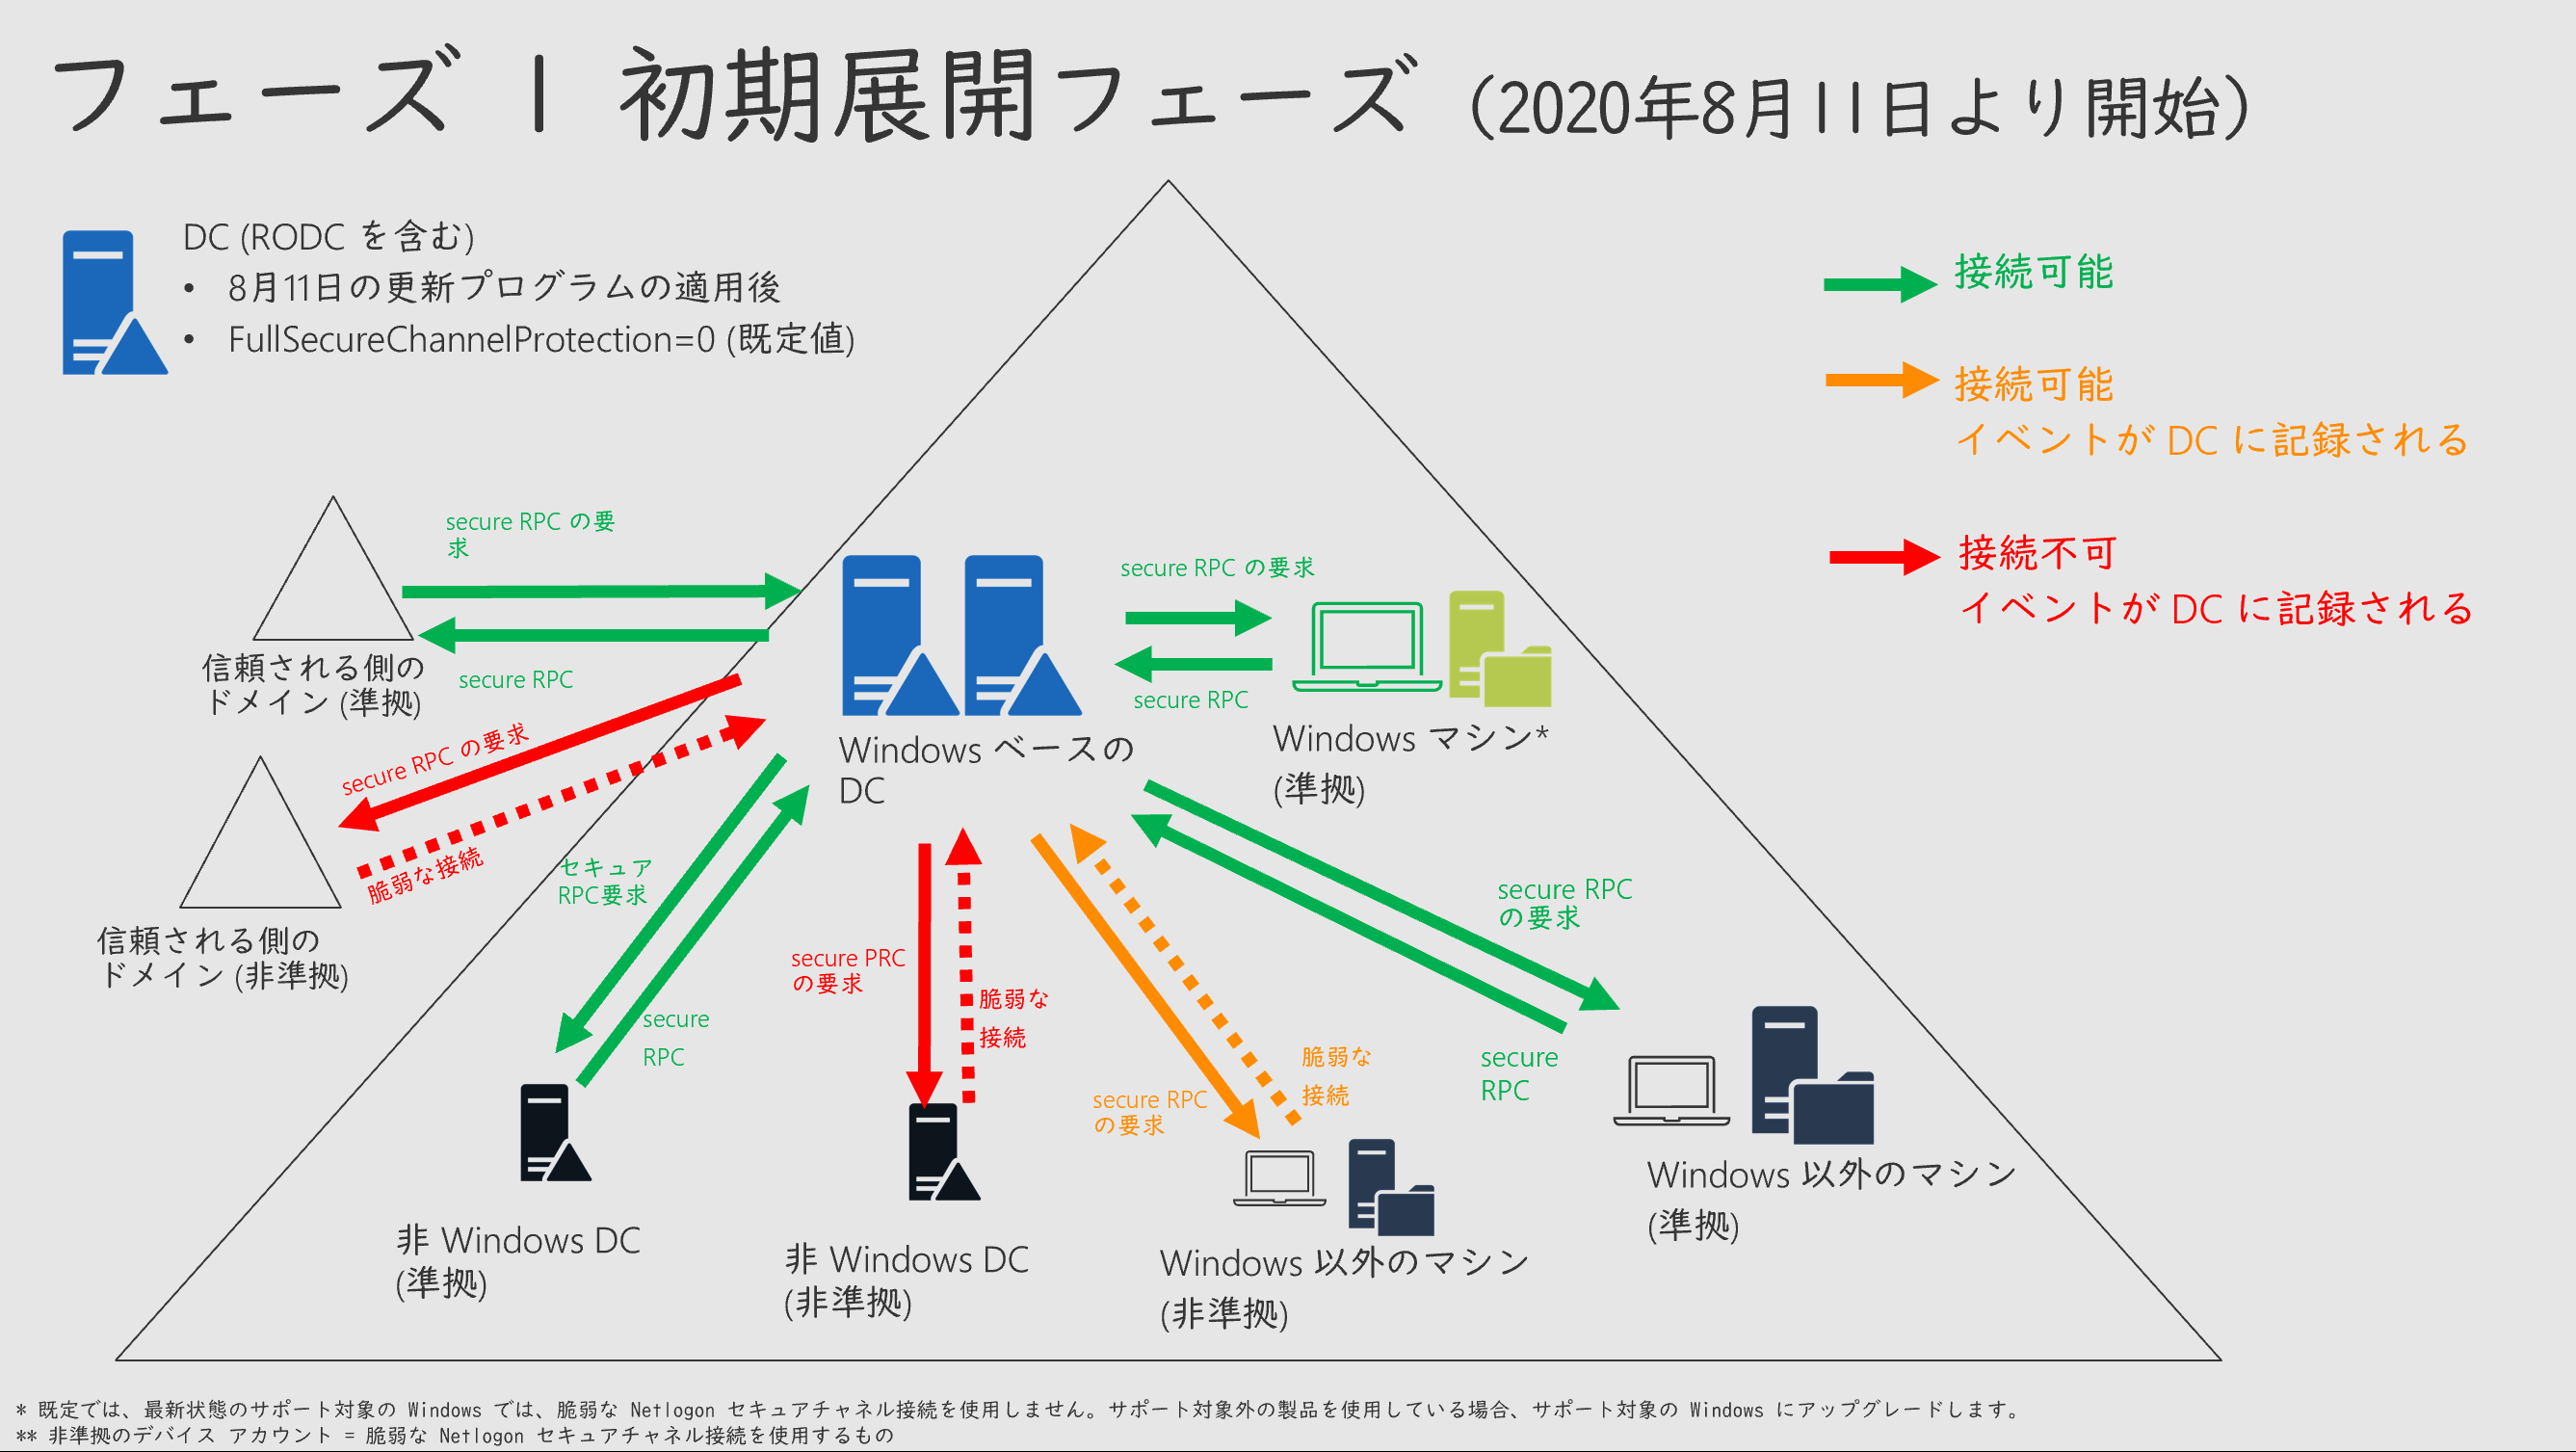 フェーズ 1 初期展開フェーズ (2020年8月11日より開始)
DC (RODC を含む)
• 8月11日の更新プログラムの適用後
• FullSecureChannelProtection=0 (既定値)
接続可能
接続可能
イベントが DC に記録される
接続不可
イベントが DC に記録される
secure RPC の要
求
secure RPC
信頼される側の
ドメイン (準拠)
secure RPC の要求
脆弱な接続
信頼される側の
ドメイン (非準拠)
Windows ベースの
DC
secure RPC の要求
secure RPC
Windows マシン*
(準拠)
セキュア
RPC要求
secure
RPC
非 Windows DC
(準拠)
secure PRC
の要求
脆弱な
接続
非 Windows DC
(非準拠)
secure RPC
の要求
脆弱な
接続
Windows 以外のマシン
(非準拠)
secure RPC
の要求
secure
RPC
Windows 以外のマシン
(準拠)
* 既定では、最新状態のサポート対象の Windows では、脆弱な Netlogon セキュアチャネル接続を使用しません。サポート対象外の製品を使用している場合、サポート対象の Windows にアップグレードします。
** 非準拠のデバイス アカウント = 脆弱な Netlogon セキュアチャネル接続を使用するもの